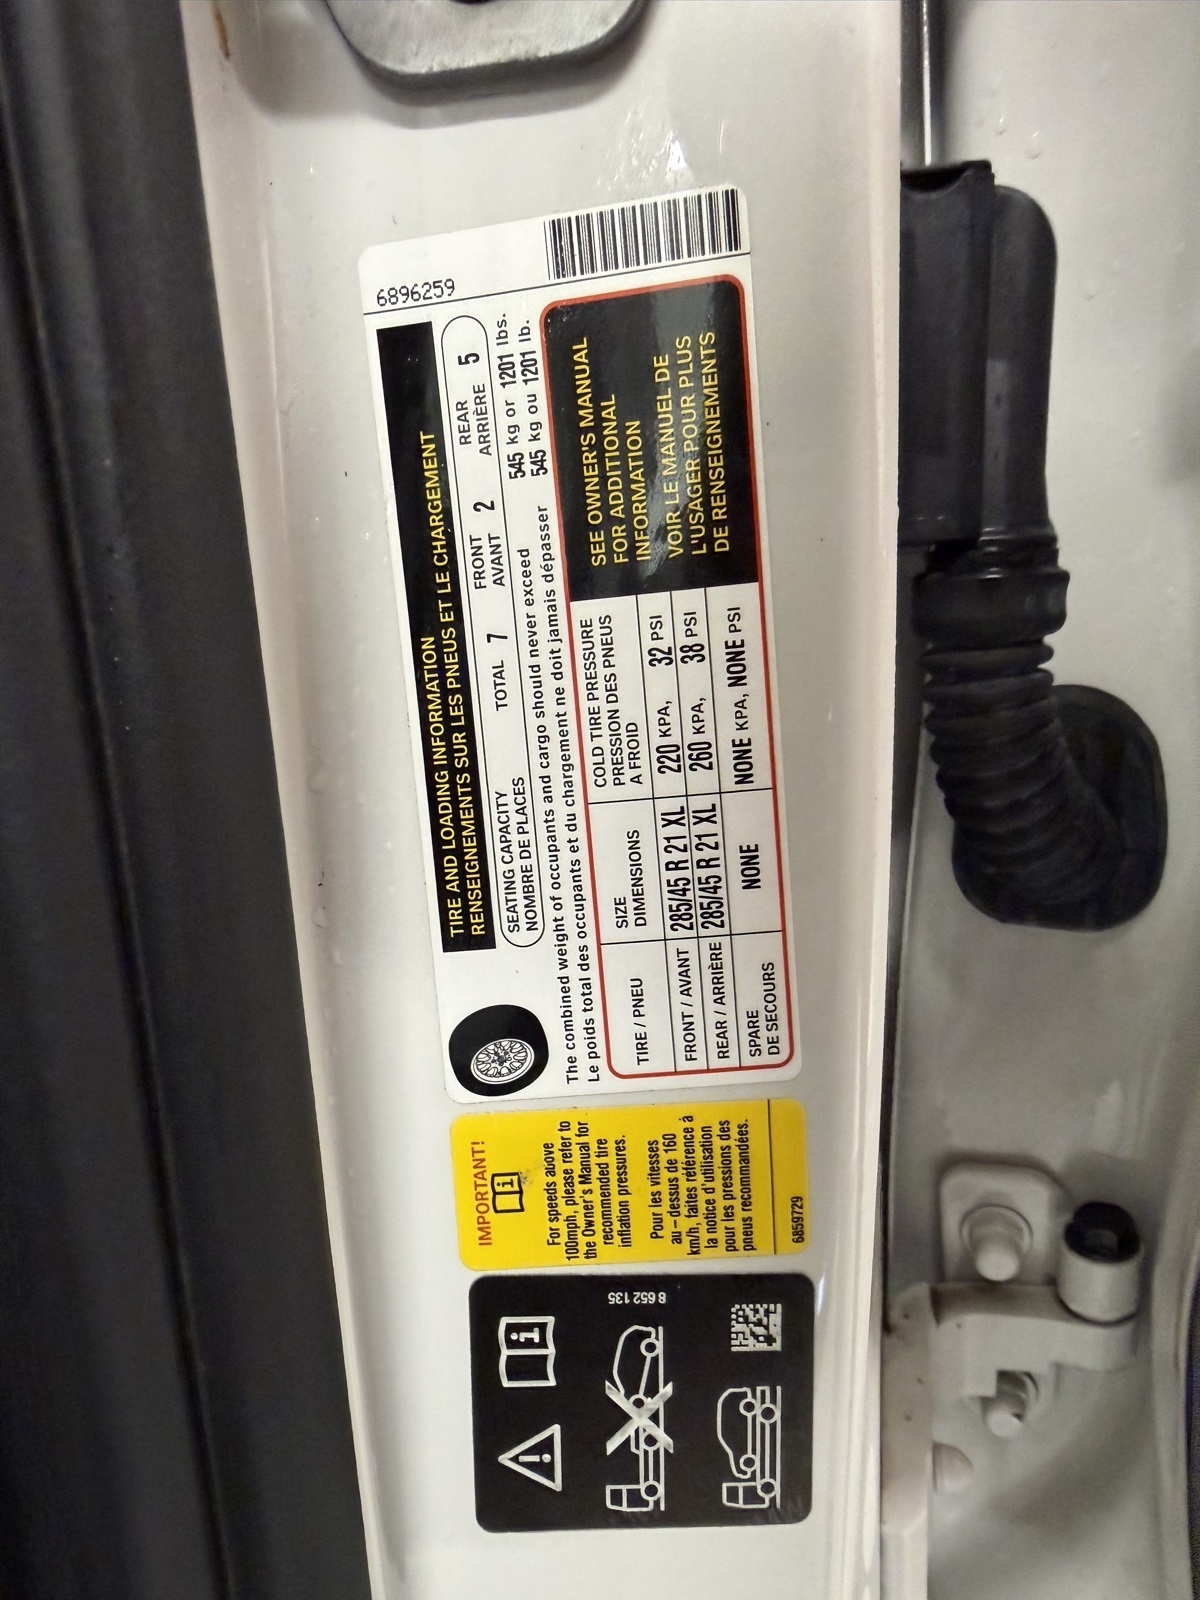 6896259
TIRE AND LOADING INFORMATION
RENSEIGNEMENTS SUR LES PNEUS ET LE CHARGEMENT
SEATING CAPACITY
NOMBRE DE PLACES
TOTAL 7
FRONT
AVANT 2
REAR
ARRIÈRE 5
The combined weight of occupants and cargo should never exceed 545 kg or 1201 lbs.
Le poids total des occupants et du chargement ne doit jamais dépasser 545 kg ou 1201 lb.
TIRE / PNEU
SIZE
DIMENSIONS
COLD TIRE PRESSURE
PRESSION DES PNEUS
A FROID
FRONT / AVANT 285/45 R 21 XL 220 KPA, 32 PSI
REAR / ARRIÈRE 285/45 R 21 XL 260 KPA, 38 PSI
SPARE
DE SECOURS
NONE NONE KPA, NONE PSI
SEE OWNER'S MANUAL
FOR ADDITIONAL
INFORMATION
VOIR LE MANUEL DE
L'USAGER POUR PLUS
DE RENSEIGNEMENTS
IMPORTANT!
i
For speeds above
100mph, please refer to
the Owner's Manual for
recommended tire
inflation pressures.
Pour les vitesses
au – dessus de 160
km/h, faites référence à
la notice d'utilisation
pour les pressions des
pneus recommandées.
6859729
!
i
8 652 135